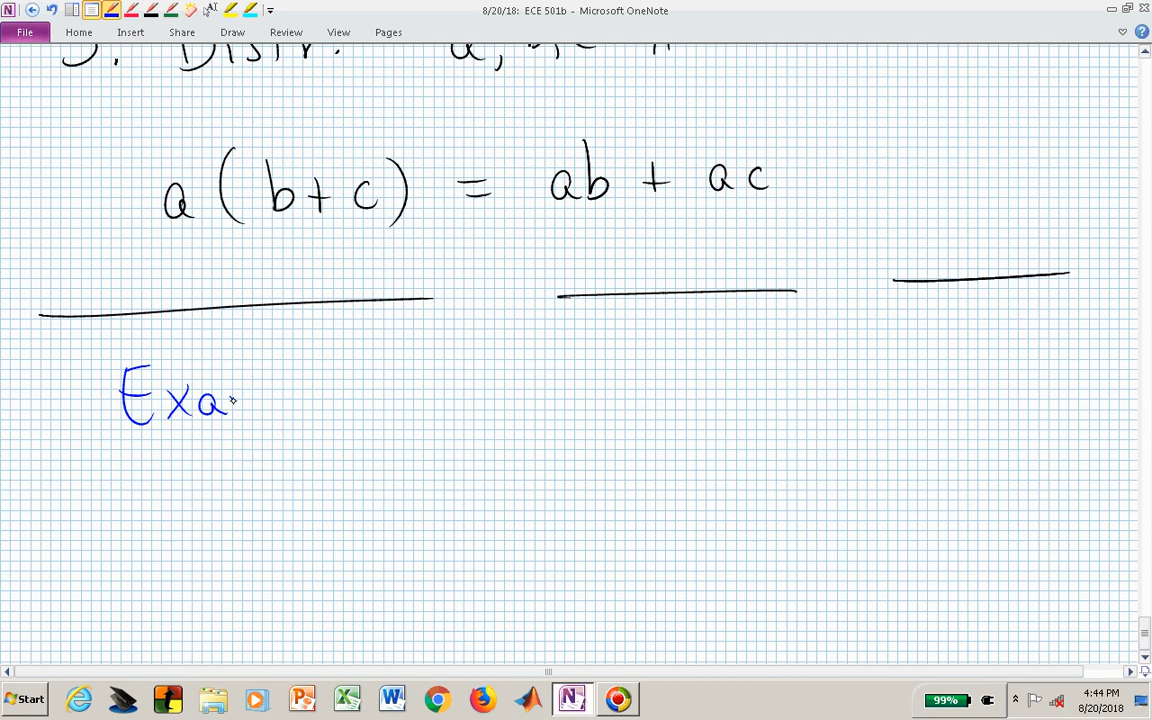 8/20/18: ECE 501b - Microsoft OneNote
File Home Insert Share Draw Review View Pages
a ( b + c ) = ab + ac
Exa
Start
99%
4:44 PM
8/20/2018